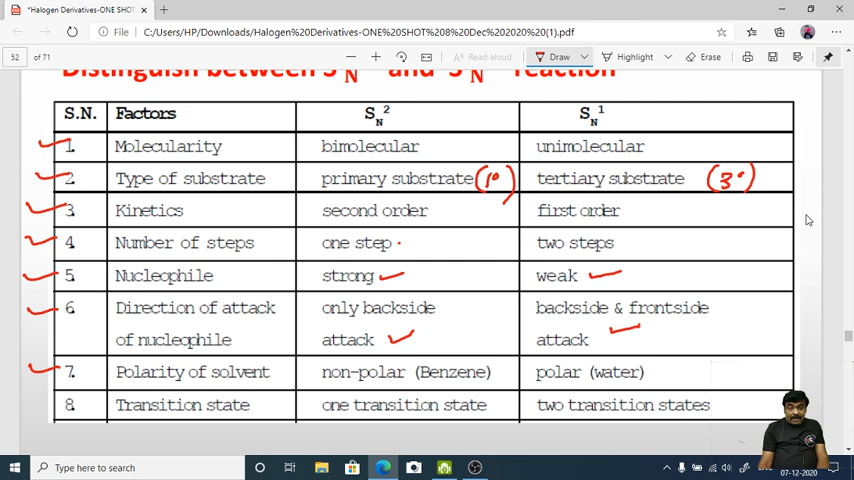 *Halogen Derivatives-ONE SHOT
File C:/Users/HP/Downloads/Halogen%20Derivatives-ONE%20SHOT%208%20Dec%202020%20(1).pdf
52 of 71 Read aloud Draw Highlight Erase
Distinguish between SN and SN reaction
S.N. Factors SN2 SN1
1. Molecularity bimolecular unimolecular
2. Type of substrate primary substrate (1°) tertiary substrate (3°)
3. Kinetics second order first order
4. Number of steps one step two steps
5. Nucleophile strong weak
6. Direction of attack only backside backside & frontside
of nucleophile attack attack
7. Polarity of solvent non-polar (Benzene) polar (water)
8. Transition state one transition state two transition states
Type here to search
07-12-2020